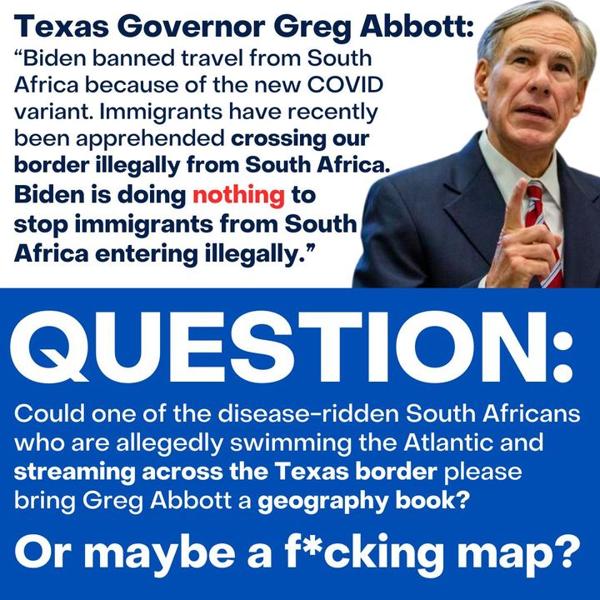 Texas Governor Greg Abbott:
“Biden banned travel from South
Africa because of the new COVID
variant. Immigrants have recently
been apprehended crossing our
border illegally from South Africa.
Biden is doing nothing to
stop immigrants from South
Africa entering illegally.”
QUESTION:
Could one of the disease-ridden South Africans
who are allegedly swimming the Atlantic and
streaming across the Texas border please
bring Greg Abbott a geography book?
Or maybe a f*cking map?